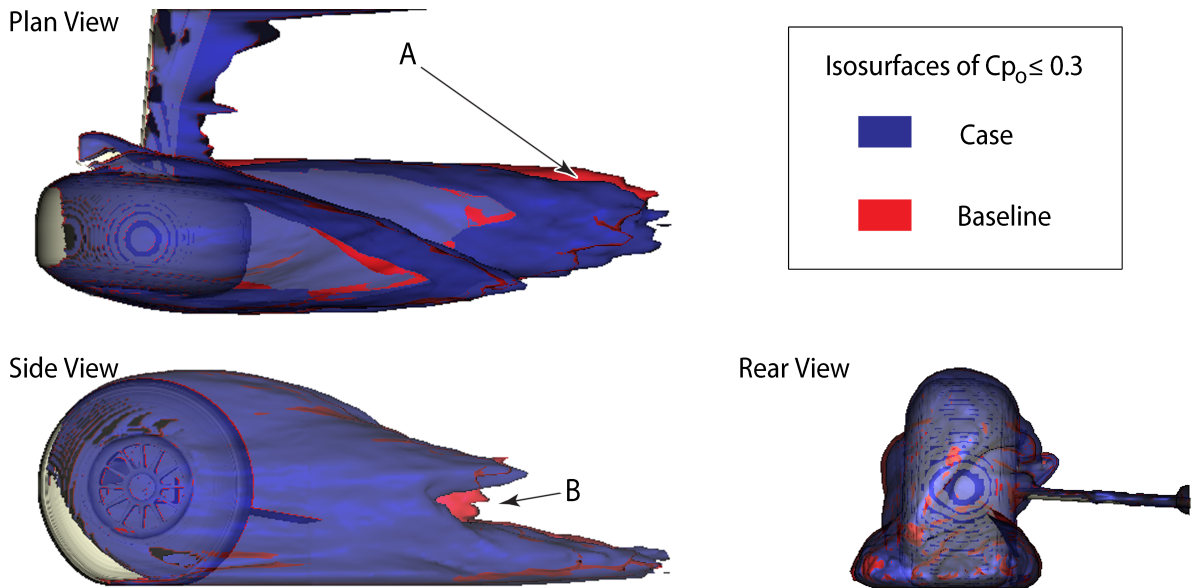 Plan View
A
Isosurfaces of Cpₒ ≤ 0.3
Case
Baseline
Side View
B
Rear View